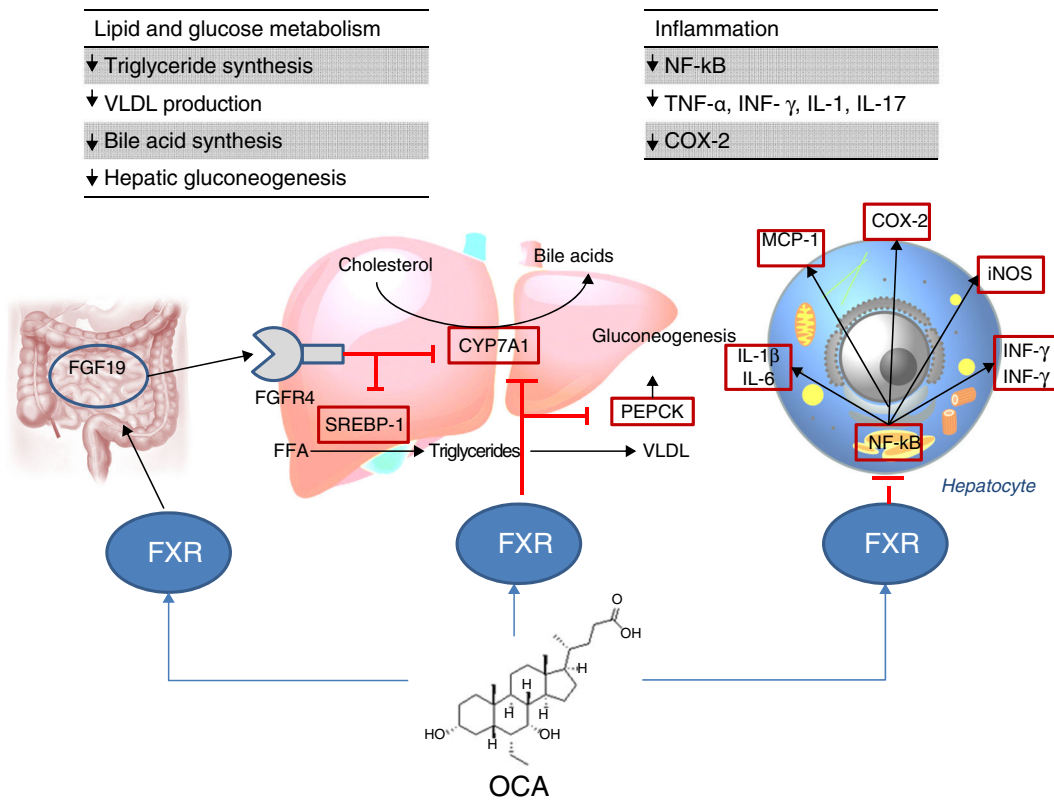 Lipid and glucose metabolism
Triglyceride synthesis
VLDL production
Bile acid synthesis
Hepatic gluconeogenesis
Inflammation
NF-kB
TNF-α, INF- γ, IL-1, IL-17
COX-2
FGF19
Cholesterol
Bile acids
CYP7A1
Gluconeogenesis
FGFR4
SREBP-1
PEPCK
FFA
Triglycerides
VLDL
MCP-1
COX-2
iNOS
IL-1β
IL-6
INF-γ
INF-γ
NF-kB
Hepatocyte
FXR
FXR
FXR
O
OH
H
H
H
H
HO
H
OH
OCA